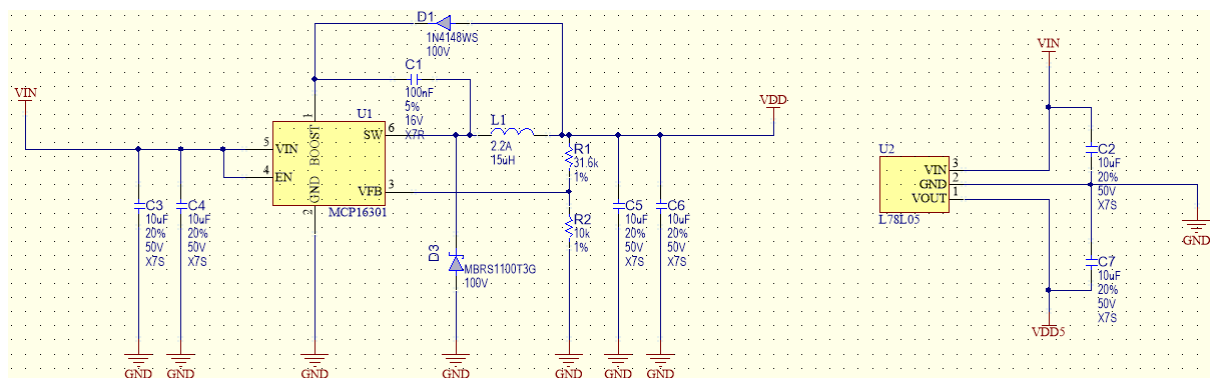 D1
1N4148WS
100V
VIN
C1
100nF
5%
16V
X7R
U1
1
BOOST
5
VIN
4
EN
SW
6
VFB
3
GND
2
MCP16301
L1
2.2A
15uH
VDD
R1
31.6k
1%
R2
10k
1%
C3
10uF
20%
50V
X7S
C4
10uF
20%
50V
X7S
D3
MBRS1100T3G
100V
C5
10uF
20%
50V
X7S
C6
10uF
20%
50V
X7S
GND
GND
GND
GND
GND
GND
GND
VIN
U2
VIN
3
GND
2
VOUT
1
L78L05
C2
10uF
20%
50V
X7S
GND
C7
10uF
20%
50V
X7S
VDD5